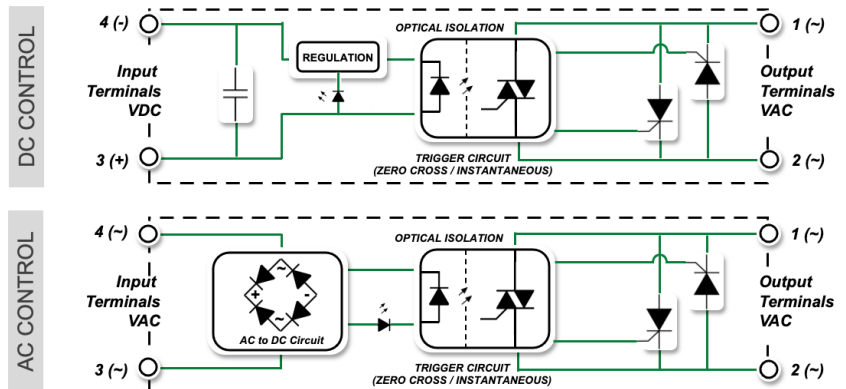 DC CONTROL
4 (-)
OPTICAL ISOLATION
1 (~)
REGULATION
Input
Terminals
VDC
Output
Terminals
VAC
3 (+)
TRIGGER CIRCUIT
(ZERO CROSS / INSTANTANEOUS)
2 (~)
AC CONTROL
4 (~)
OPTICAL ISOLATION
1 (~)
Input
Terminals
VAC
~
+
-
~
AC to DC Circuit
Output
Terminals
VAC
3 (~)
TRIGGER CIRCUIT
(ZERO CROSS / INSTANTANEOUS)
2 (~)